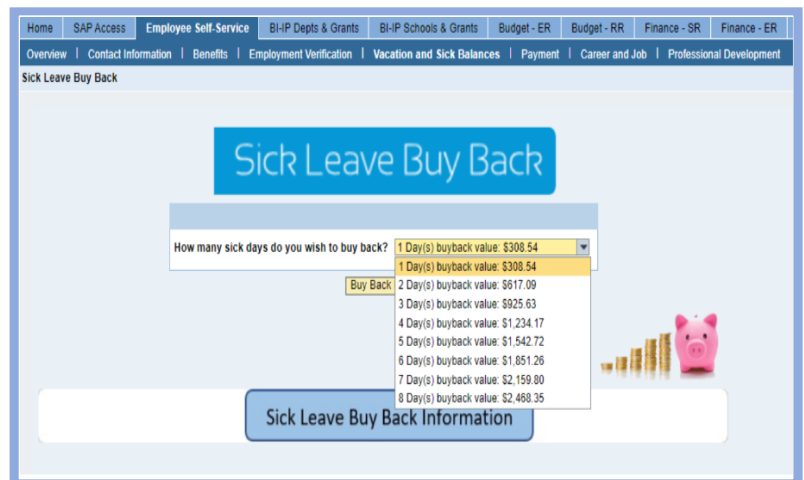 Home SAP Access Employee Self-Service BI-IP Depts & Grants BI-IP Schools & Grants Budget - ER Budget - RR Finance - SR Finance - ER
Overview | Contact Information | Benefits | Employment Verification | Vacation and Sick Balances | Payment | Career and Job | Professional Development
Sick Leave Buy Back
Sick Leave Buy Back
How many sick days do you wish to buy back? 1 Day(s) buyback value: $308.54
1 Day(s) buyback value: $308.54
Buy Back 2 Day(s) buyback value: $617.09
3 Day(s) buyback value: $925.63
4 Day(s) buyback value: $1,234.17
5 Day(s) buyback value: $1,542.72
6 Day(s) buyback value: $1,851.26
7 Day(s) buyback value: $2,159.80
8 Day(s) buyback value: $2,468.35
Sick Leave Buy Back Information